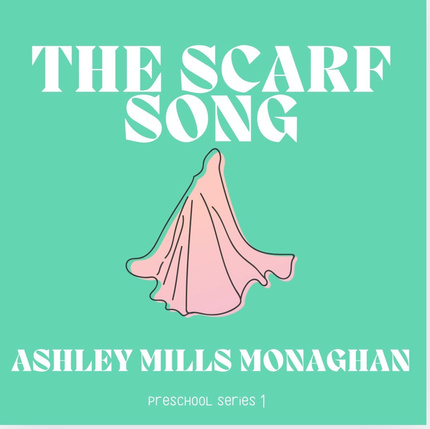 THE SCARF
SONG
ASHLEY MILLS MONAGHAN
PRESCHOOL SERIES 1